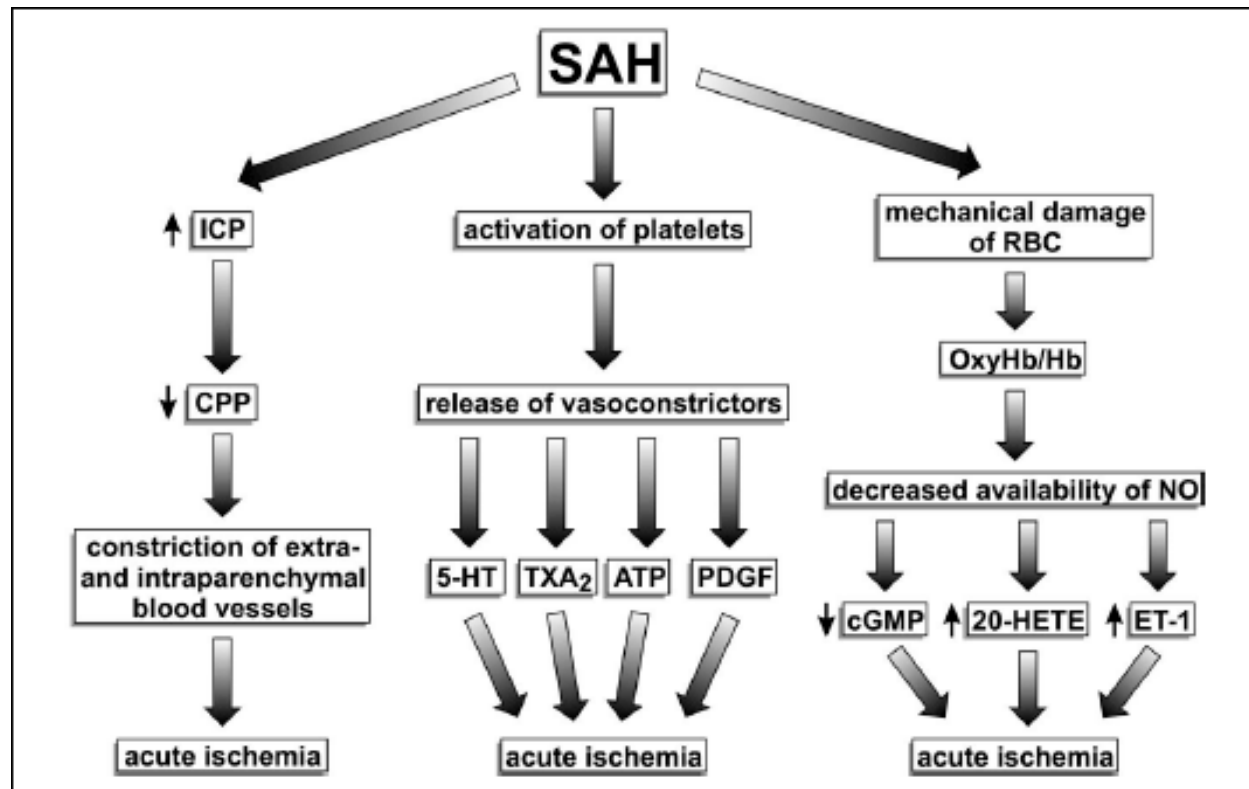 SAH
↑ ICP
activation of platelets
mechanical damage
of RBC
OxyHb/Hb
↓ CPP
release of vasoconstrictors
decreased availability of NO
constriction of extra-
and intraparenchymal
blood vessels
5-HT TXA₂ ATP PDGF
↓ cGMP ↑ 20-HETE ↑ ET-1
acute ischemia acute ischemia acute ischemia